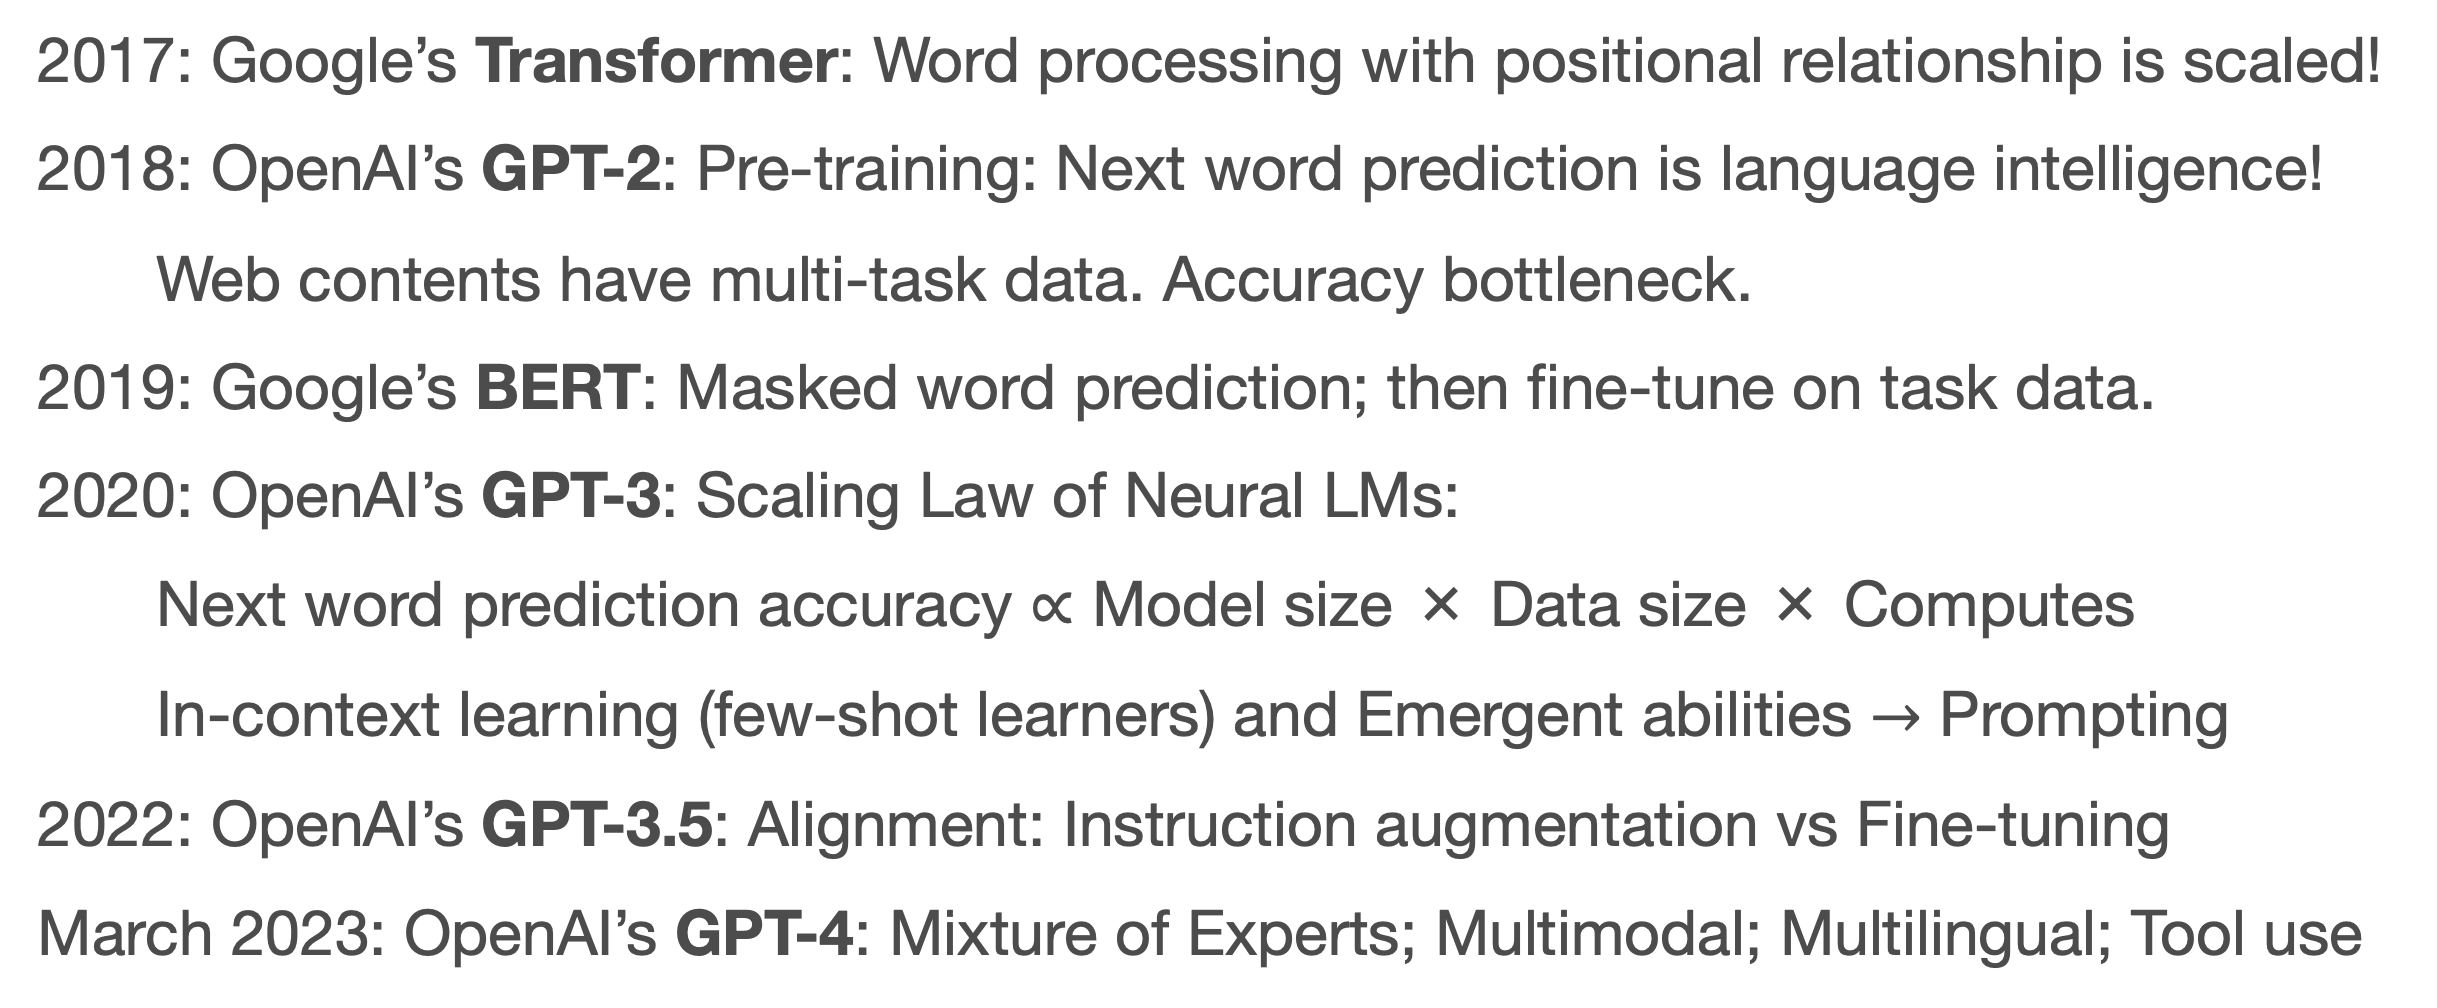 2017: Google’s Transformer: Word processing with positional relationship is scaled!
2018: OpenAI’s GPT-2: Pre-training: Next word prediction is language intelligence!
Web contents have multi-task data. Accuracy bottleneck.
2019: Google’s BERT: Masked word prediction; then fine-tune on task data.
2020: OpenAI’s GPT-3: Scaling Law of Neural LMs:
Next word prediction accuracy ∝ Model size × Data size × Computes
In-context learning (few-shot learners) and Emergent abilities → Prompting
2022: OpenAI’s GPT-3.5: Alignment: Instruction augmentation vs Fine-tuning
March 2023: OpenAI’s GPT-4: Mixture of Experts; Multimodal; Multilingual; Tool use